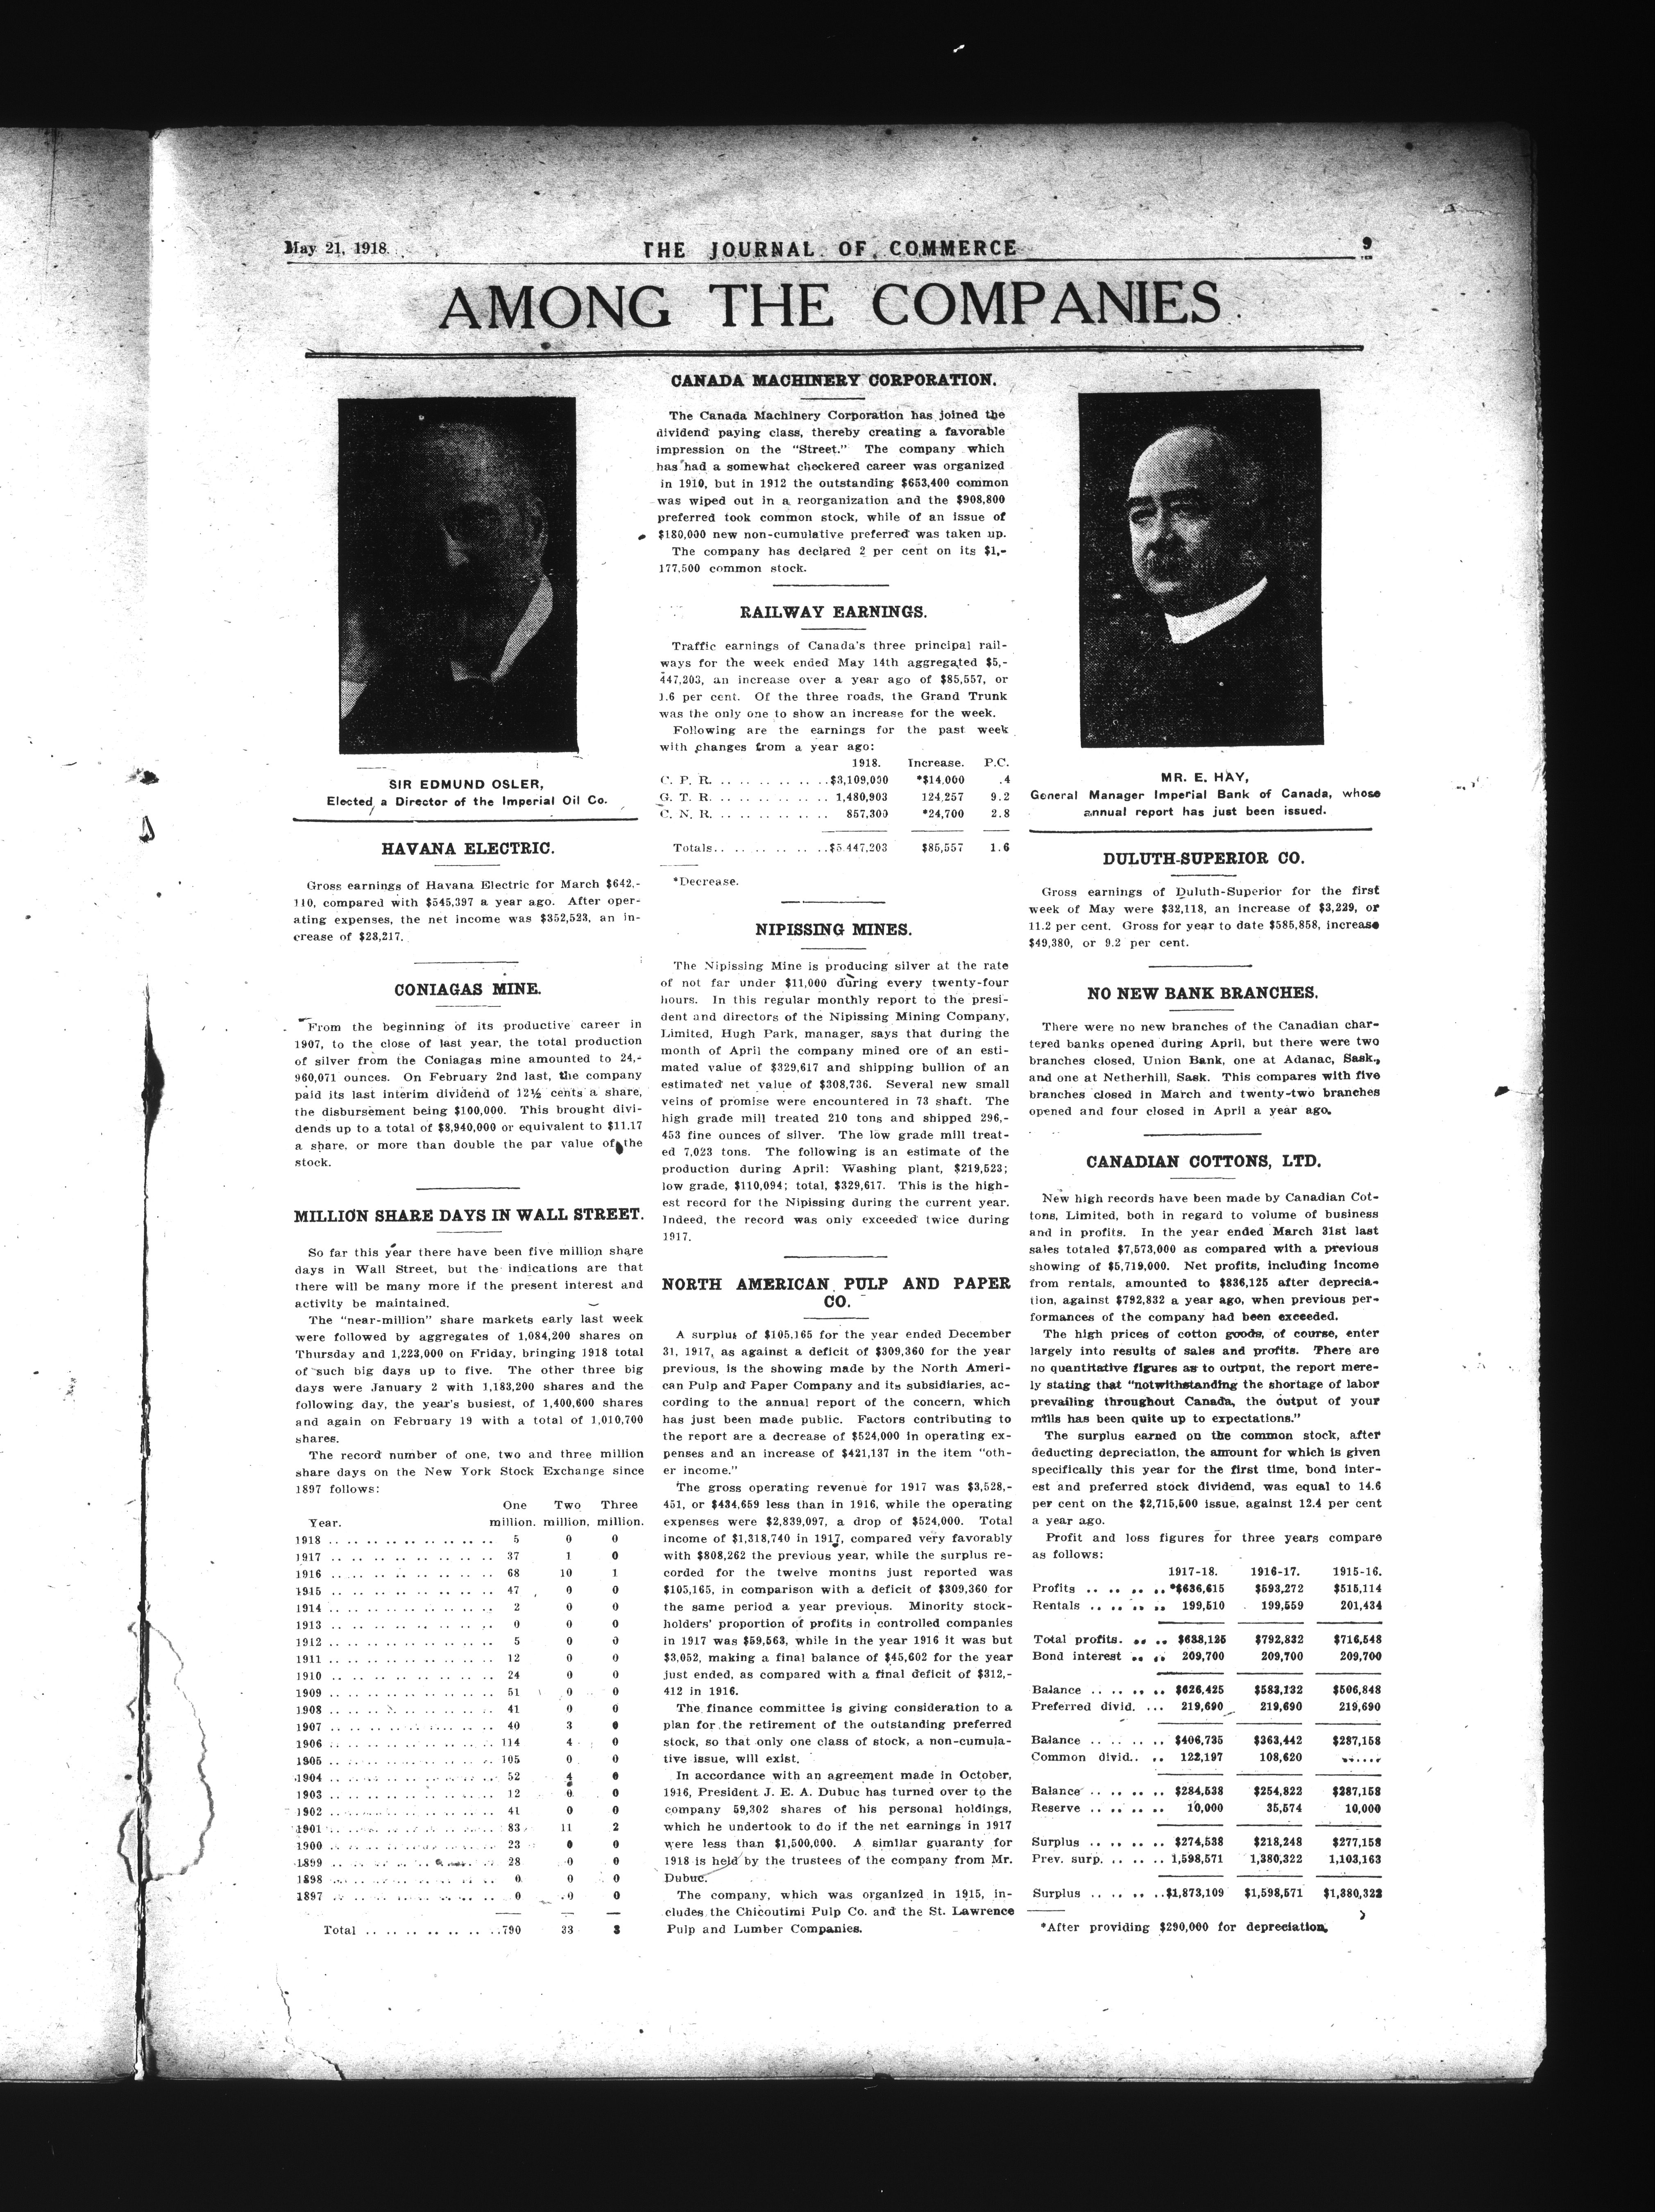 May 21, 1918.
THE JOURNAL OF COMMERCE
9
AMONG THE COMPANIES
SIR EDMUND OSLER,
Elected a Director of the Imperial Oil Co.
HAVANA ELECTRIC.
Gross earnings of Havana Electric for March $642,-
110, compared with $545,397 a year ago. After oper-
ating expenses, the net income was $352,523, an in-
crease of $28,217.
CONIAGAS MINE.
From the beginning of its productive career in
1907, to the close of last year, the total production
of silver from the Coniagas mine amounted to 24,-
960,071 ounces. On February 2nd last, the company
paid its last interim dividend of 12½ cents a share,
the disbursement being $100,000. This brought divi-
dends up to a total of $8,940,000 or equivalent to $11.17
a share, or more than double the par value of the
stock.
MILLION SHARE DAYS IN WALL STREET.
So far this year there have been five million share
days in Wall Street, but the indications are that
there will be many more if the present interest and
activity be maintained.
The "near-million" share markets early last week
were followed by aggregates of 1,084,200 shares on
Thursday and 1,223,000 on Friday, bringing 1918 total
of such big days up to five. The other three big
days were January 2 with 1,183,200 shares and the
following day, the year's busiest, of 1,400,600 shares
and again on February 19 with a total of 1,010,700
shares.
The record number of one, two and three million
share days on the New York Stock Exchange since
1897 follows:
One Two Three
Year. million. million. million.
1918 .. .. .. .. .. .. .. .. 5 0 0
1917 .. .. .. .. .. .. .. .. 37 1 0
1916 .. .. .. .. .. .. .. .. 68 10 1
1915 .. .. .. .. .. .. .. .. 47 0 0
1914 .. .. .. .. .. .. .. .. 2 0 0
1913 .. .. .. .. .. .. .. .. 0 0 0
1912 .. .. .. .. .. .. .. .. 5 0 0
1911 .. .. .. .. .. .. .. .. 12 0 0
1910 .. .. .. .. .. .. .. .. 24 0 0
1909 .. .. .. .. .. .. .. .. 51 0 0
1908 .. .. .. .. .. .. .. .. 41 0 0
1907 .. .. .. .. .. .. .. .. 40 3 0
1906 .. .. .. .. .. .. .. .. 114 4 0
1905 .. .. .. .. .. .. .. .. 105 0 0
1904 .. .. .. .. .. .. .. .. 52 4 0
1903 .. .. .. .. .. .. .. .. 12 0 0
1902 .. .. .. .. .. .. .. .. 41 0 0
1901 .. .. .. .. .. .. .. .. 83 11 2
1900 .. .. .. .. .. .. .. .. 23 0 0
1899 .. .. .. .. .. .. .. .. 28 0 0
1898 .. .. .. .. .. .. .. .. 0 0 0
1897 .. .. .. .. .. .. .. .. 0 0 0
Total .. .. .. .. .. .. ..790 33 3
CANADA MACHINERY CORPORATION.
The Canada Machinery Corporation has joined the
dividend paying class, thereby creating a favorable
impression on the "Street." The company which
has had a somewhat checkered career was organized
in 1910, but in 1912 the outstanding $653,400 common
was wiped out in a reorganization and the $908,800
preferred took common stock, while of an issue of
$180,000 new non-cumulative preferred was taken up.
The company has declared 2 per cent on its $1,-
177,500 common stock.
RAILWAY EARNINGS.
Traffic earnings of Canada's three principal rail-
ways for the week ended May 14th aggregated $5,-
447,203, an increase over a year ago of $85,557, or
1.6 per cent. Of the three roads, the Grand Trunk
was the only one to show an increase for the week.
Following are the earnings for the past week
with changes from a year ago:
1918. Increase. P.C.
C. P. R. .. .. .. .. .. ..$3,109,000 *$14,000 .4
G. T. R. .. .. .. .. .. .. 1,480,903 124,257 9.2
C. N. R. .. .. .. .. .. .. 857,300 *24,700 2.8
Totals.. .. .. .. .. ..$5,447,203 $85,557 1.6
*Decrease.
NIPISSING MINES.
The Nipissing Mine is producing silver at the rate
of not far under $11,000 during every twenty-four
hours. In this regular monthly report to the presi-
dent and directors of the Nipissing Mining Company,
Limited, Hugh Park, manager, says that during the
month of April the company mined ore of an esti-
mated value of $329,617 and shipping bullion of an
estimated net value of $308,736. Several new small
veins of promise were encountered in 73 shaft. The
high grade mill treated 210 tons and shipped 296,-
453 fine ounces of silver. The low grade mill treat-
ed 7,023 tons. The following is an estimate of the
production during April: Washing plant, $219,523;
low grade, $110,094; total, $329,617. This is the high-
est record for the Nipissing during the current year.
Indeed, the record was only exceeded twice during
1917.
NORTH AMERICAN PULP AND PAPER
CO.
A surplus of $105,165 for the year ended December
31, 1917, as against a deficit of $309,360 for the year
previous, is the showing made by the North Ameri-
can Pulp and Paper Company and its subsidiaries, ac-
cording to the annual report of the concern, which
has just been made public. Factors contributing to
the report are a decrease of $524,000 in operating ex-
penses and an increase of $421,137 in the item "oth-
er income."
The gross operating revenue for 1917 was $3,528,-
451, or $434,659 less than in 1916, while the operating
expenses were $2,839,097, a drop of $524,000. Total
income of $1,318,740 in 1917, compared very favorably
with $808,262 the previous year, while the surplus re-
corded for the twelve months just reported was
$105,165, in comparison with a deficit of $309,360 for
the same period a year previous. Minority stock-
holders' proportion of profits in controlled companies
in 1917 was $59,563, while in the year 1916 it was but
$3,052, making a final balance of $45,602 for the year
just ended, as compared with a final deficit of $312,-
412 in 1916.
The finance committee is giving consideration to a
plan for the retirement of the outstanding preferred
stock, so that only one class of stock, a non-cumula-
tive issue, will exist.
In accordance with an agreement made in October,
1916, President J. E. A. Dubuc has turned over to the
company 59,302 shares of his personal holdings,
which he undertook to do if the net earnings in 1917
were less than $1,500,000. A similar guaranty for
1918 is held by the trustees of the company from Mr.
Dubuc.
The company, which was organized in 1915, in-
cludes the Chicoutimi Pulp Co. and the St. Lawrence
Pulp and Lumber Companies.
MR. E. HAY,
General Manager Imperial Bank of Canada, whose
annual report has just been issued.
DULUTH-SUPERIOR CO.
Gross earnings of Duluth-Superior for the first
week of May were $32,118, an increase of $3,229, or
11.2 per cent. Gross for year to date $585,858, increase
$49,380, or 9.2 per cent.
NO NEW BANK BRANCHES.
There were no new branches of the Canadian char-
tered banks opened during April, but there were two
branches closed, Union Bank, one at Adanac, Sask.,
and one at Netherhill, Sask. This compares with five
branches closed in March and twenty-two branches
opened and four closed in April a year ago.
CANADIAN COTTONS, LTD.
New high records have been made by Canadian Cot-
tons, Limited, both in regard to volume of business
and in profits. In the year ended March 31st last
sales totaled $7,573,000 as compared with a previous
showing of $5,719,000. Net profits, including income
from rentals, amounted to $836,125 after deprecia-
tion, against $792,832 a year ago, when previous per-
formances of the company had been exceeded.
The high prices of cotton goods, of course, enter
largely into results of sales and profits. There are
no quantitative figures as to output, the report mere-
ly stating that "notwithstanding the shortage of labor
prevailing throughout Canada, the output of your
mills has been quite up to expectations."
The surplus earned on the common stock, after
deducting depreciation, the amount for which is given
specifically this year for the first time, bond inter-
est and preferred stock dividend, was equal to 14.6
per cent on the $2,715,500 issue, against 12.4 per cent
a year ago.
Profit and loss figures for three years compare
as follows:
1917-18. 1916-17. 1915-16.
Profits .. .. .. .. *$636,615 $593,272 $515,114
Rentals .. .. .. .. 199,510 199,559 201,434
Total profits. .. .. $638,125 $792,832 $716,548
Bond interest .. .. 209,700 209,700 209,700
Balance .. .. .. .. $626,425 $583,132 $506,848
Preferred divid. ... 219,690 219,690 219,690
Balance .. .. .. .. $406,735 $363,442 $287,158
Common divid.. .. 122,197 108,620 ......
Balance .. .. .. .. $284,538 $254,822 $287,158
Reserve .. .. .. .. 10,000 35,574 10,000
Surplus .. .. .. .. $274,538 $218,248 $277,158
Prev. surp. .. .. .. 1,598,571 1,380,322 1,103,163
Surplus .. .. .. ..$1,873,109 $1,598,571 $1,380,322
*After providing $290,000 for depreciation.